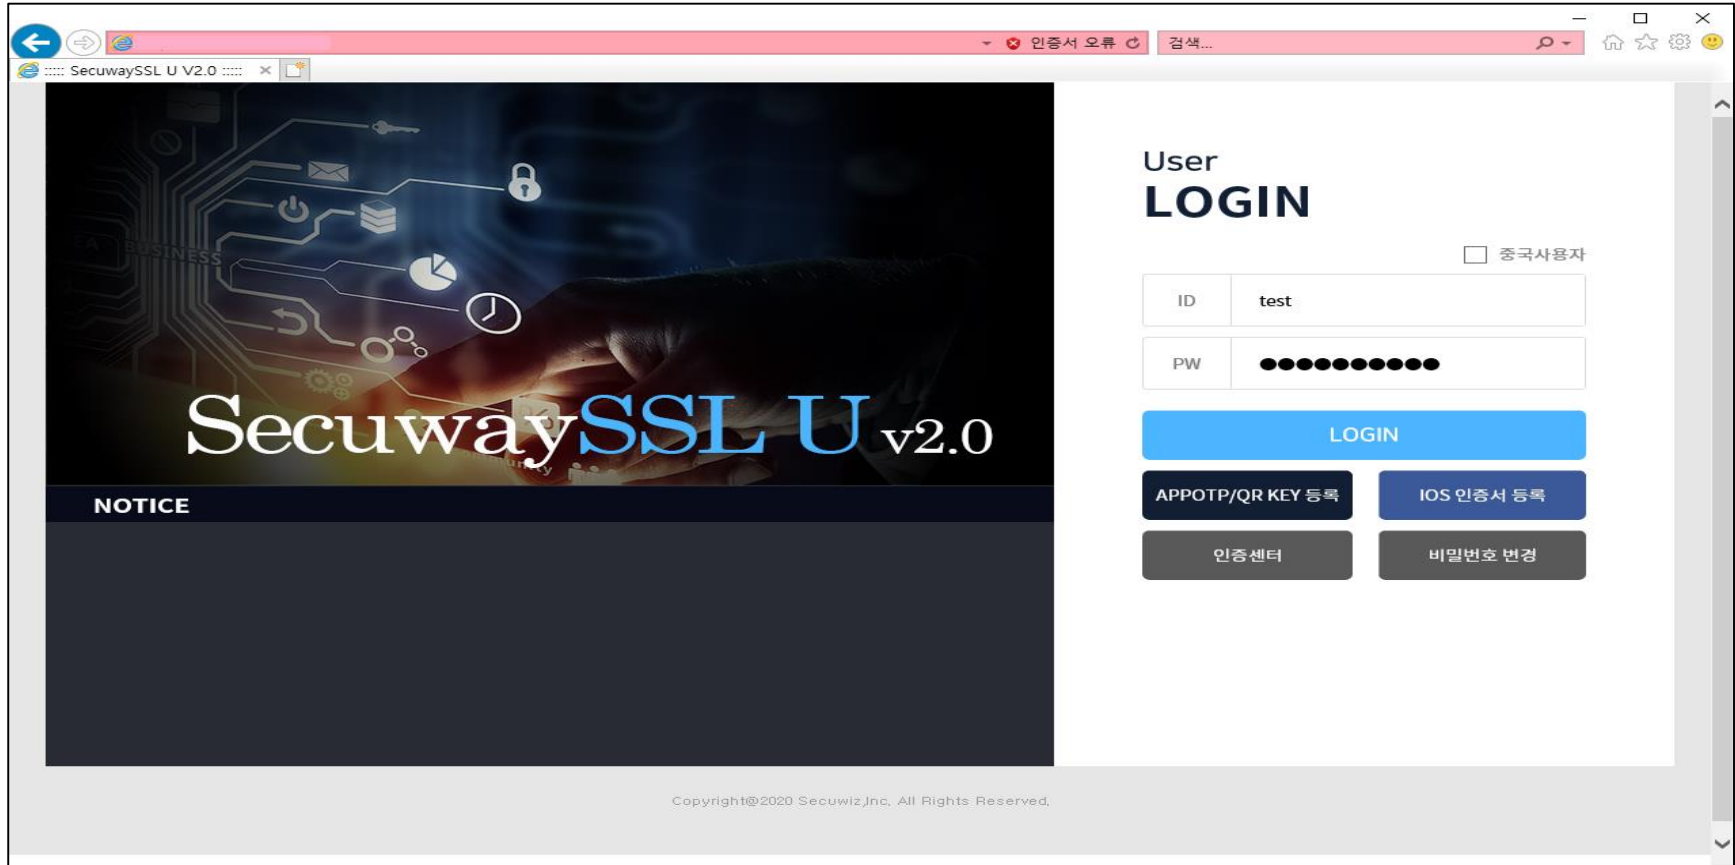 인증서 오류
검색...
::::: SecuwaySSL U V2.0 :::::
User
LOGIN
중국사용자
ID test
PW ●●●●●●●●●●
LOGIN
APPOTP/QR KEY 등록 IOS 인증서 등록
인증센터 비밀번호 변경
BUSINESS
SecuwaySSL U v2.0
NOTICE
Copyright@2020 Secuwiz,Inc, All Rights Reserved,